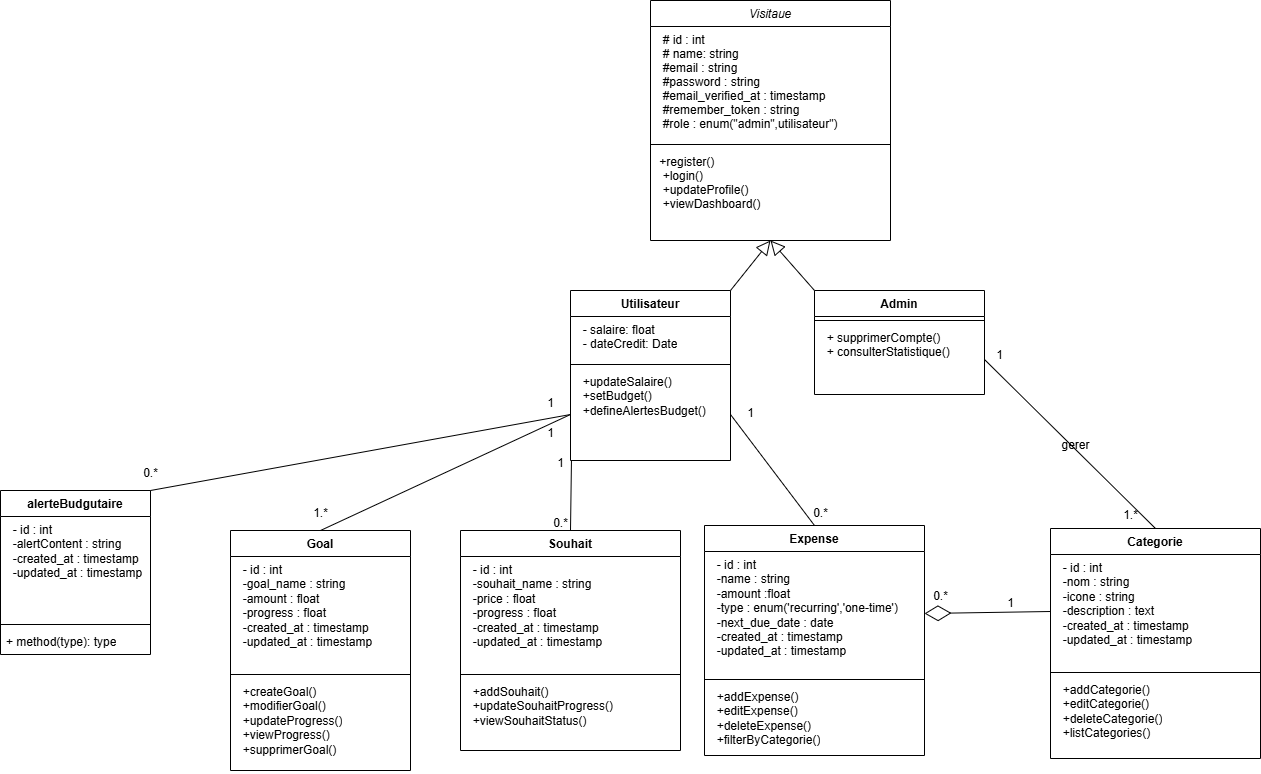 Visitaue
# id : int
# name: string
#email : string
#password : string
#email_verified_at : timestamp
#remember_token : string
#role : enum("admin",utilisateur")
+register()
+login()
+updateProfile()
+viewDashboard()
Utilisateur
- salaire: float
- dateCredit: Date
+updateSalaire()
+setBudget()
+defineAlertesBudget()
Admin
+ supprimerCompte()
+ consulterStatistique()
1
1
1
1
1
gerer
0.*
1.*
0.*
0.*
1.*
alerteBudgutaire
- id : int
-alertContent : string
-created_at : timestamp
-updated_at : timestamp
+ method(type): type
Goal
- id : int
-goal_name : string
-amount : float
-progress : float
-created_at : timestamp
-updated_at : timestamp
+createGoal()
+modifierGoal()
+updateProgress()
+viewProgress()
+supprimerGoal()
Souhait
- id : int
-souhait_name : string
-price : float
-progress : float
-created_at : timestamp
-updated_at : timestamp
+addSouhait()
+updateSouhaitProgress()
+viewSouhaitStatus()
Expense
- id : int
-name : string
-amount :float
-type : enum('recurring','one-time')
-next_due_date : date
-created_at : timestamp
-updated_at : timestamp
+addExpense()
+editExpense()
+deleteExpense()
+filterByCategorie()
0.*
1
Categorie
- id : int
-nom : string
-icone : string
-description : text
-created_at : timestamp
-updated_at : timestamp
+addCategorie()
+editCategorie()
+deleteCategorie()
+listCategories()